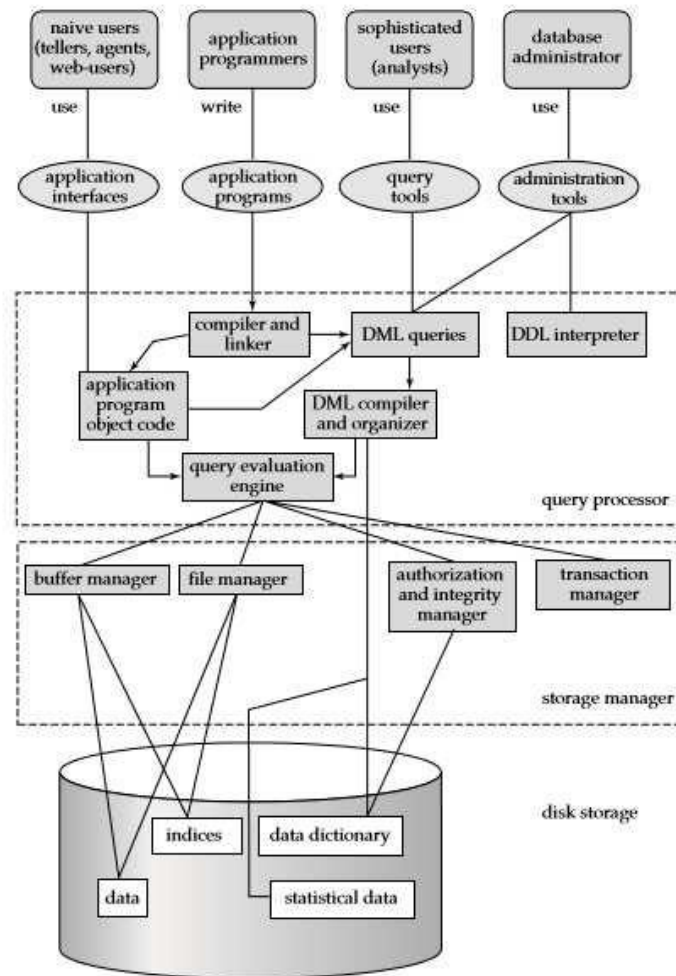 naive users
(tellers, agents,
web-users)
application
programmers
sophisticated
users
(analysts)
database
administrator
use
write
use
use
application
interfaces
application
programs
query
tools
administration
tools
compiler and
linker
DML queries
DDL interpreter
application
program
object code
DML compiler
and organizer
query evaluation
engine
query processor
buffer manager
file manager
authorization
and integrity
manager
transaction
manager
storage manager
disk storage
indices
data dictionary
data
statistical data